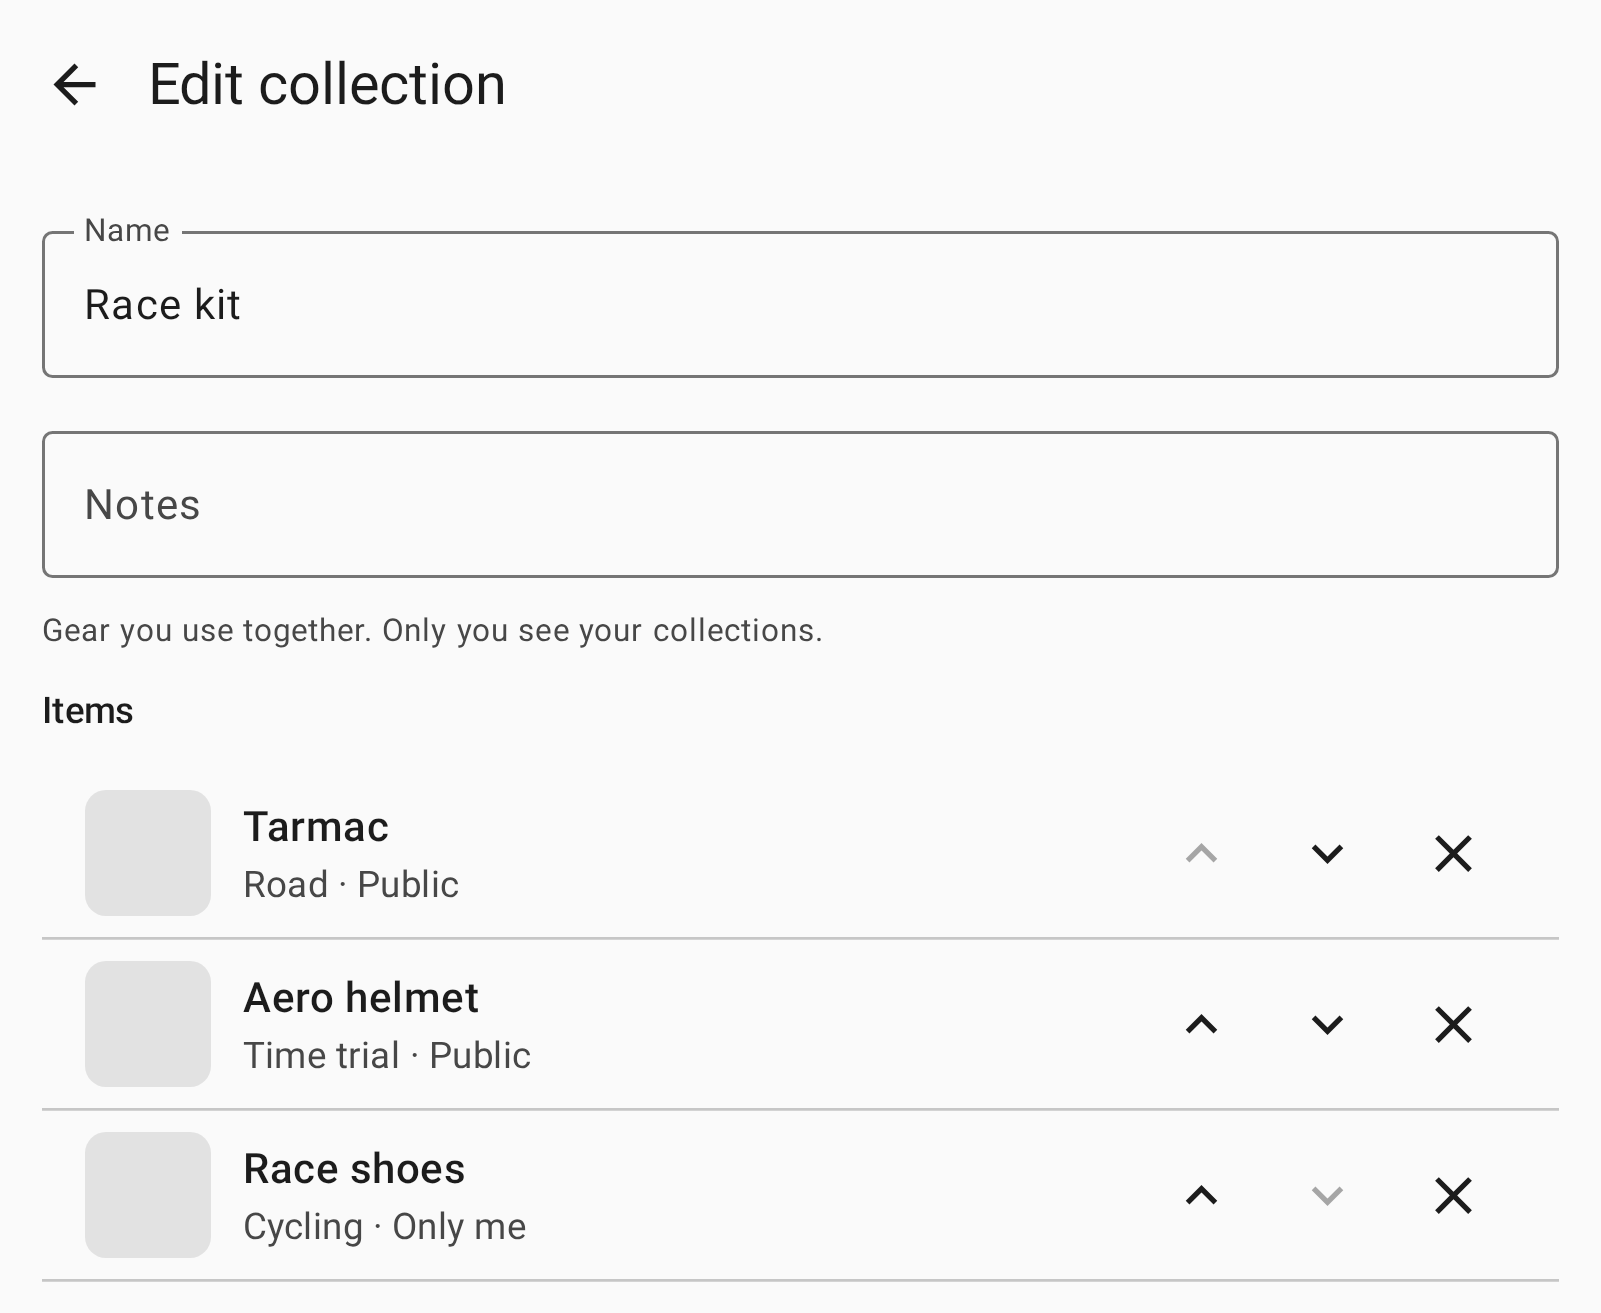 Edit collection
Name
Race kit
Notes
Gear you use together. Only you see your collections.
Items
Tarmac
Road · Public
Aero helmet
Time trial · Public
Race shoes
Cycling · Only me